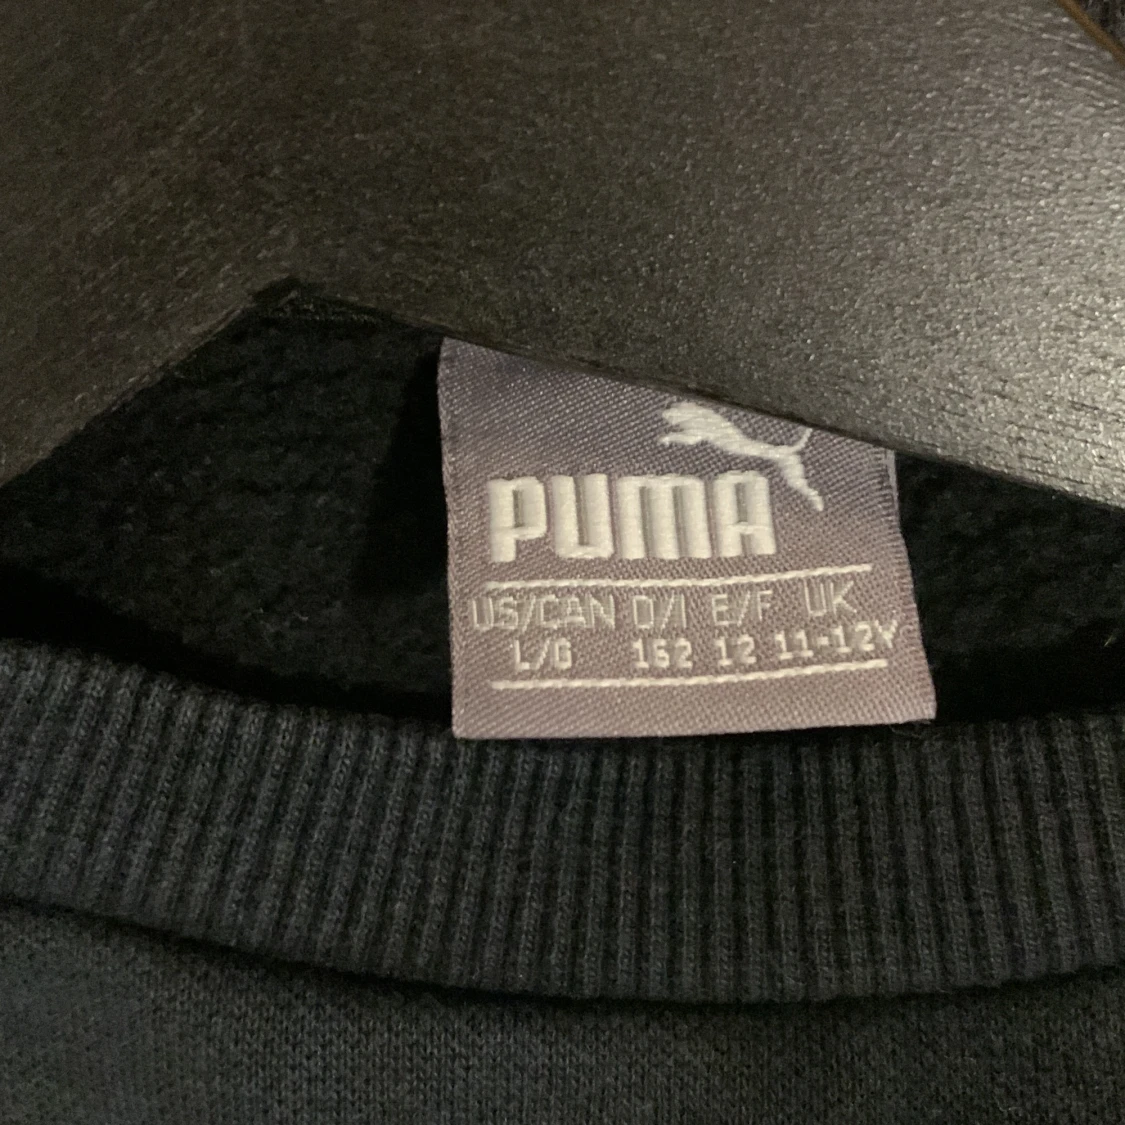 PUMA
US/CAN D/I E/F UK
L/G 152 12 11-12Y